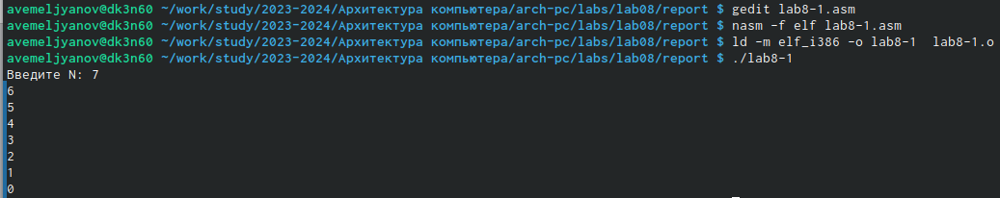 avemeljyanov@dk3n60 ~/work/study/2023-2024/Архитектура компьютера/arch-pc/labs/lab08/report $ gedit lab8-1.asm
avemeljyanov@dk3n60 ~/work/study/2023-2024/Архитектура компьютера/arch-pc/labs/lab08/report $ nasm -f elf lab8-1.asm
avemeljyanov@dk3n60 ~/work/study/2023-2024/Архитектура компьютера/arch-pc/labs/lab08/report $ ld -m elf_i386 -o lab8-1  lab8-1.o
avemeljyanov@dk3n60 ~/work/study/2023-2024/Архитектура компьютера/arch-pc/labs/lab08/report $ ./lab8-1
Введите N: 7
6
5
4
3
2
1
0